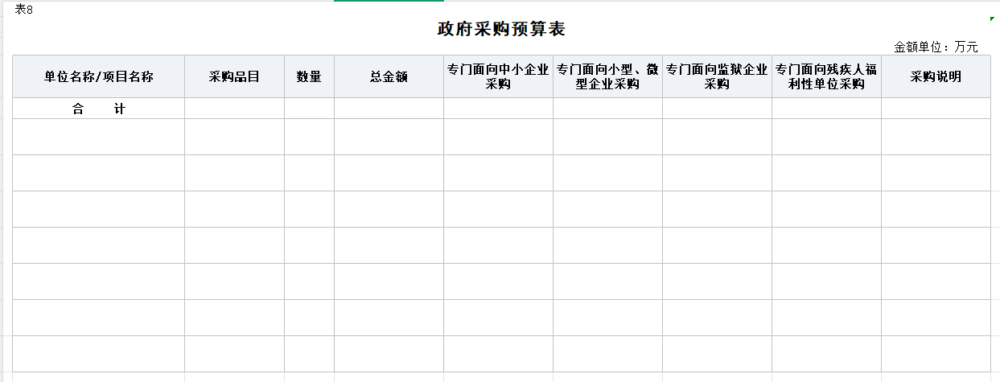 表8
政府采购预算表
金额单位：万元
单位名称/项目名称
采购品目
数量
总金额
专门面向中小企业
采购
专门面向小型、微
型企业采购
专门面向监狱企业
采购
专门面向残疾人福
利性单位采购
采购说明
合 计